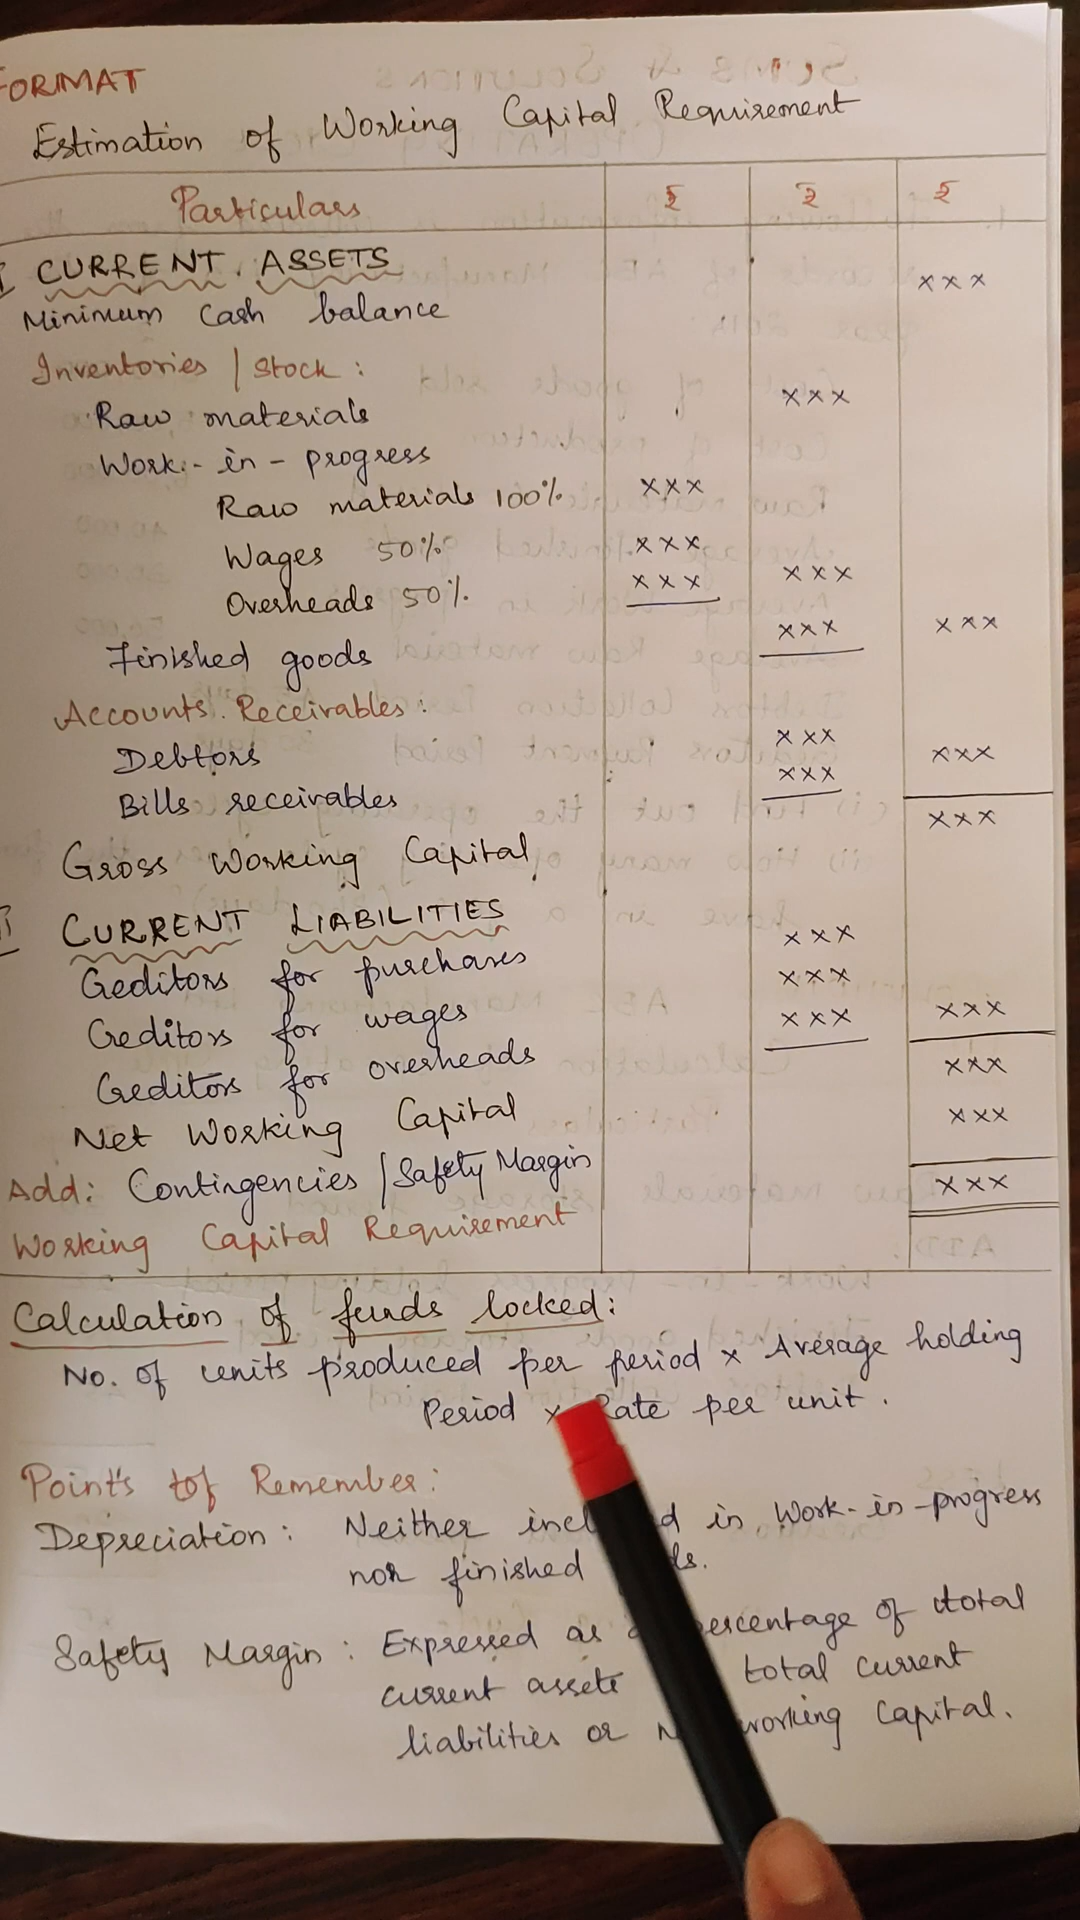 FORMAT
Estimation of Working Capital Requirement
Particulars ₹ ₹ ₹
I CURRENT ASSETS
Minimum Cash balance xxx
Inventories / Stock :
Raw materials xxx
Work-in-progress
Raw materials 100% xxx
Wages 50% xxx
Overheads 50% xxx xxx
Finished goods xxx xxx
Accounts Receivables :
Debtors xxx
Bills receivables xxx xxx
Gross Working Capital xxx
II CURRENT LIABILITIES
Creditors for purchases xxx
Creditors for wages xxx
Creditors for overheads xxx xxx
Net Working Capital xxx
Add: Contingencies / Safety Margin xxx
Working Capital Requirement xxx
Calculation of funds locked:
No. of units produced per period x Average holding
Period x Rate per unit.
Points to Remember:
Depreciation: Neither in Work-in-progress
nor finished
Safety Margin: Expressed as percentage of total
current assets total current
liabilities or working Capital.